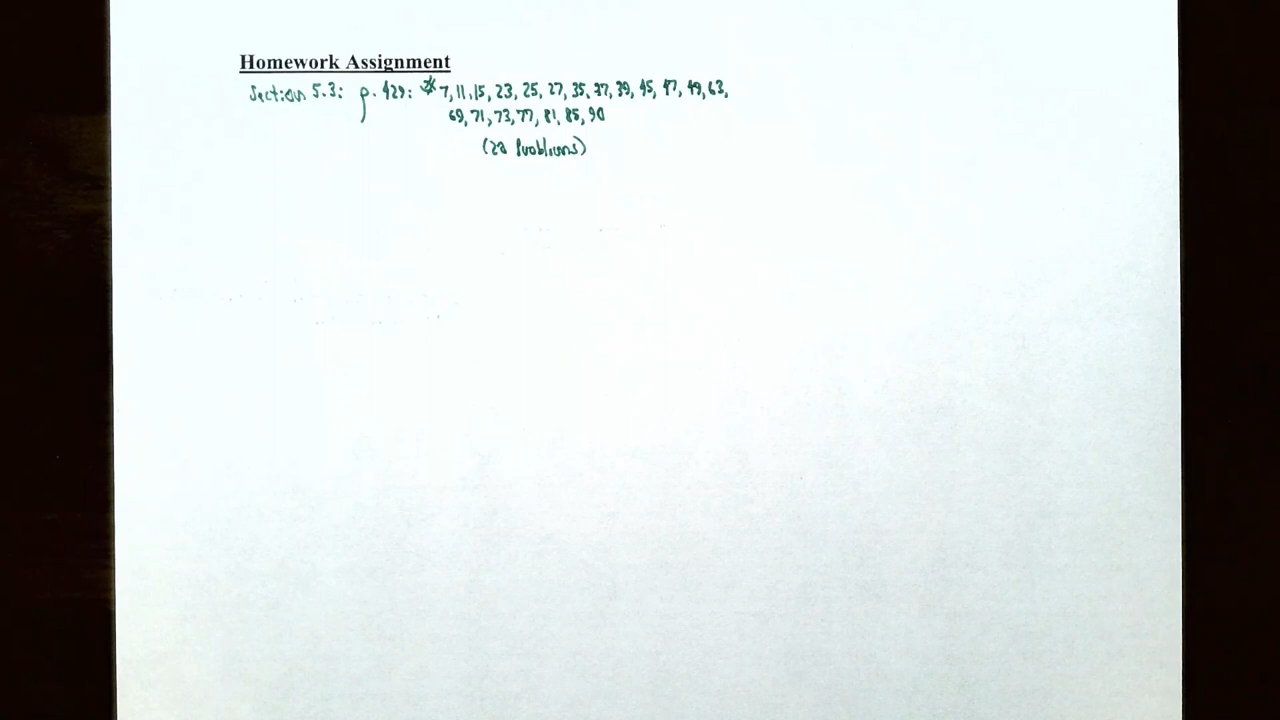 Homework Assignment
Section 5.3: p. 429: # 7, 11, 15, 23, 25, 27, 35, 37, 39, 45, 47, 49, 63,
69, 71, 73, 77, 81, 85, 90
(20 Problems)